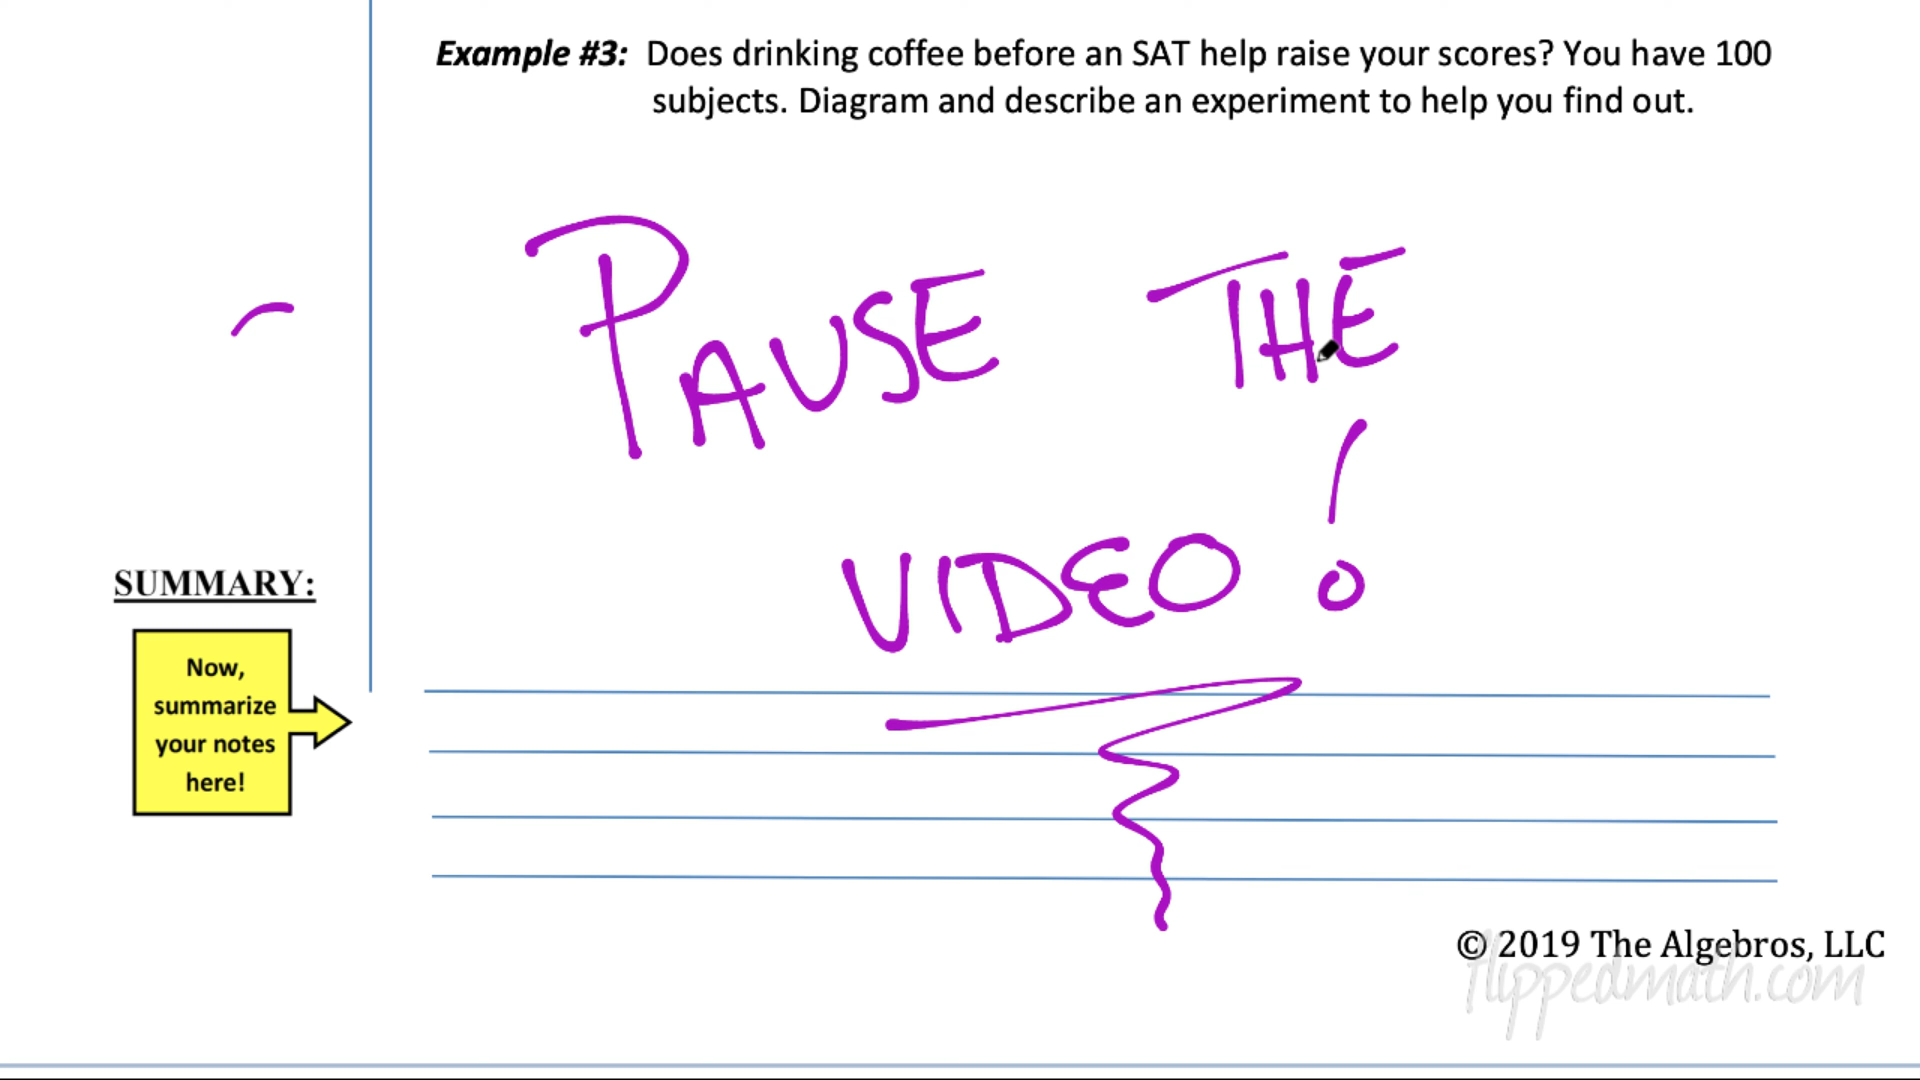 Example #3: Does drinking coffee before an SAT help raise your scores? You have 100
subjects. Diagram and describe an experiment to help you find out.
PAUSE THE
VIDEO!
SUMMARY:
Now,
summarize
your notes
here!
© 2019 The Algebros, LLC
flippedmath.com